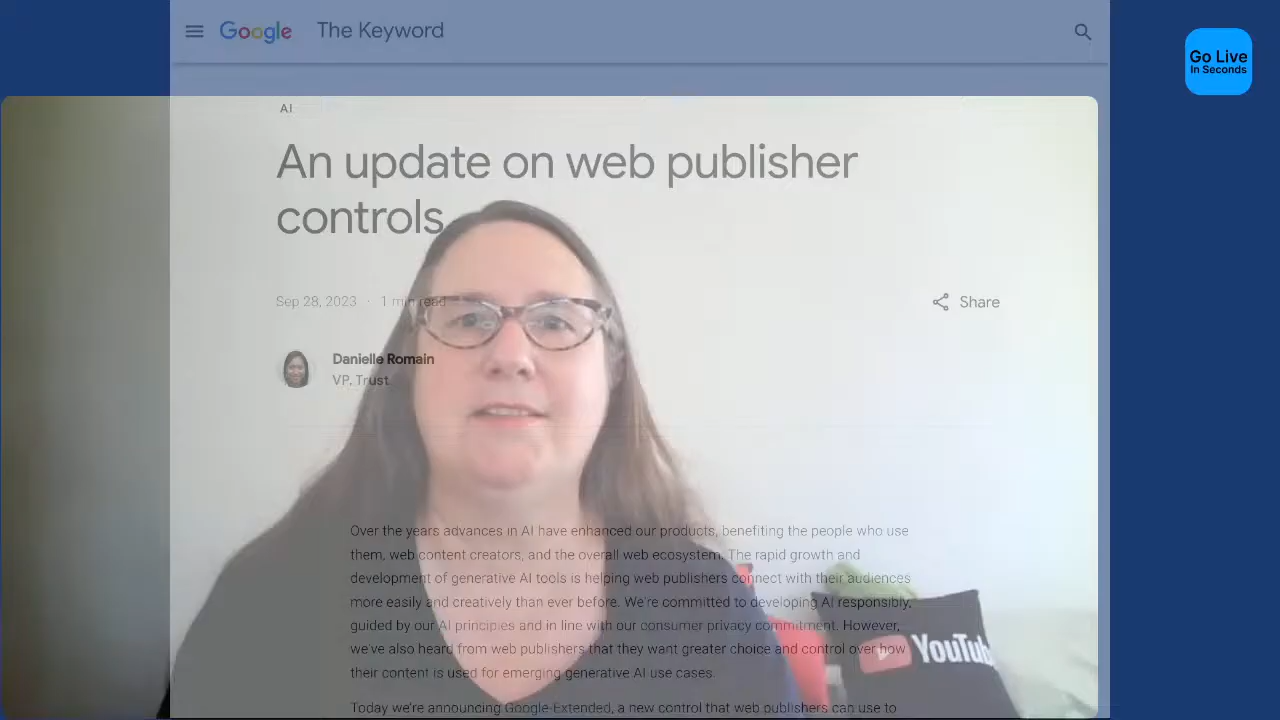 Google The Keyword
Go Live
In Seconds
AI
An update on web publisher
controls
Sep 28, 2023 · 1 min read
Share
Danielle Romain
VP, Trust
Over the years advances in AI have enhanced our products, benefiting the people who use
them, web content creators, and the overall web ecosystem. The rapid growth and
development of generative AI tools is helping web publishers connect with their audiences
more easily and creatively than ever before. We're committed to developing AI responsibly,
guided by our AI principles and in line with our consumer privacy commitment. However,
we've also heard from web publishers that they want greater choice and control over how
their content is used for emerging generative AI use cases.
Today we're announcing Google-Extended, a new control that web publishers can use to
YouTub